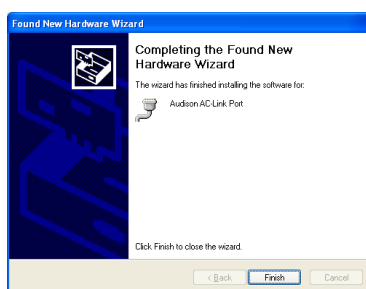 Found New Hardware Wizard
Completing the Found New
Hardware Wizard
The wizard has finished installing the software for:
Audison AC-Link Port
Click Finish to close the wizard.
< Back
Finish
Cancel